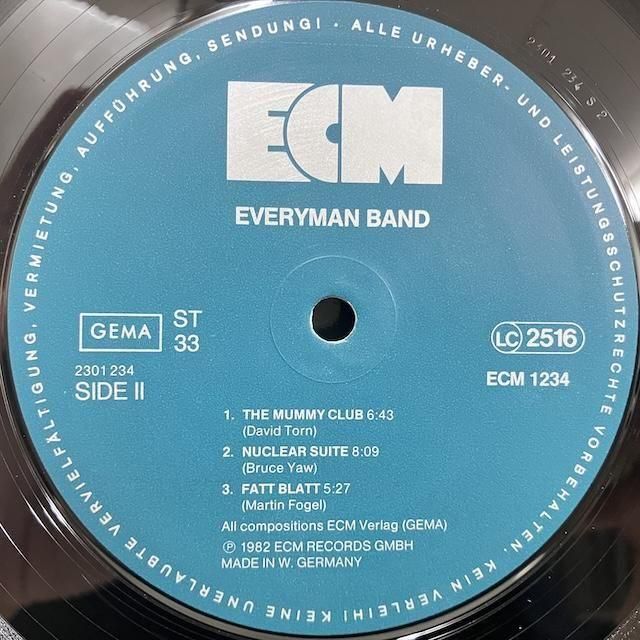 ALLE URHEBER- UND LEISTUNGSSCHUTZRECHTE VORBEHALTEN · KEIN VERLEIH! KEINE UNERLAUBTE VERVIELFÄLTIGUNG, VERMIETUNG, AUFFÜHRUNG, SENDUNG! ·
2301 234 S 2
ECM
EVERYMAN BAND
GEMA
ST
33
LC 2516
2301 234
SIDE II
ECM 1234
1. THE MUMMY CLUB 6:43
(David Torn)
2. NUCLEAR SUITE 8:09
(Bruce Yaw)
3. FATT BLATT 5:27
(Martin Fogel)
All compositions ECM Verlag (GEMA)
℗ 1982 ECM RECORDS GMBH
MADE IN W. GERMANY